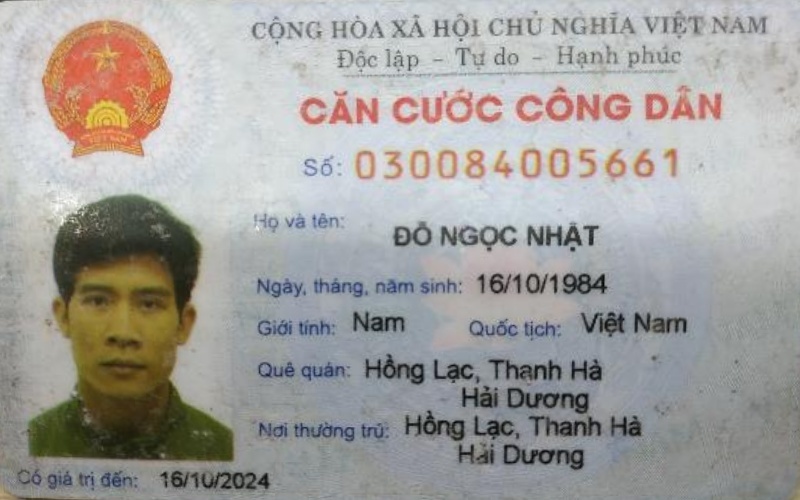 CỘNG HÒA XÃ HỘI CHỦ NGHĨA VIỆT NAM
Độc lập - Tự do - Hạnh phúc
CĂN CƯỚC CÔNG DÂN
Số: 030084005661
Họ và tên: ĐỖ NGỌC NHẬT
Ngày, tháng, năm sinh: 16/10/1984
Giới tính: Nam Quốc tịch: Việt Nam
Quê quán: Hồng Lạc, Thanh Hà
Hải Dương
Nơi thường trú: Hồng Lạc, Thanh Hà
Hải Dương
Có giá trị đến: 16/10/2024
VIỆT NAM